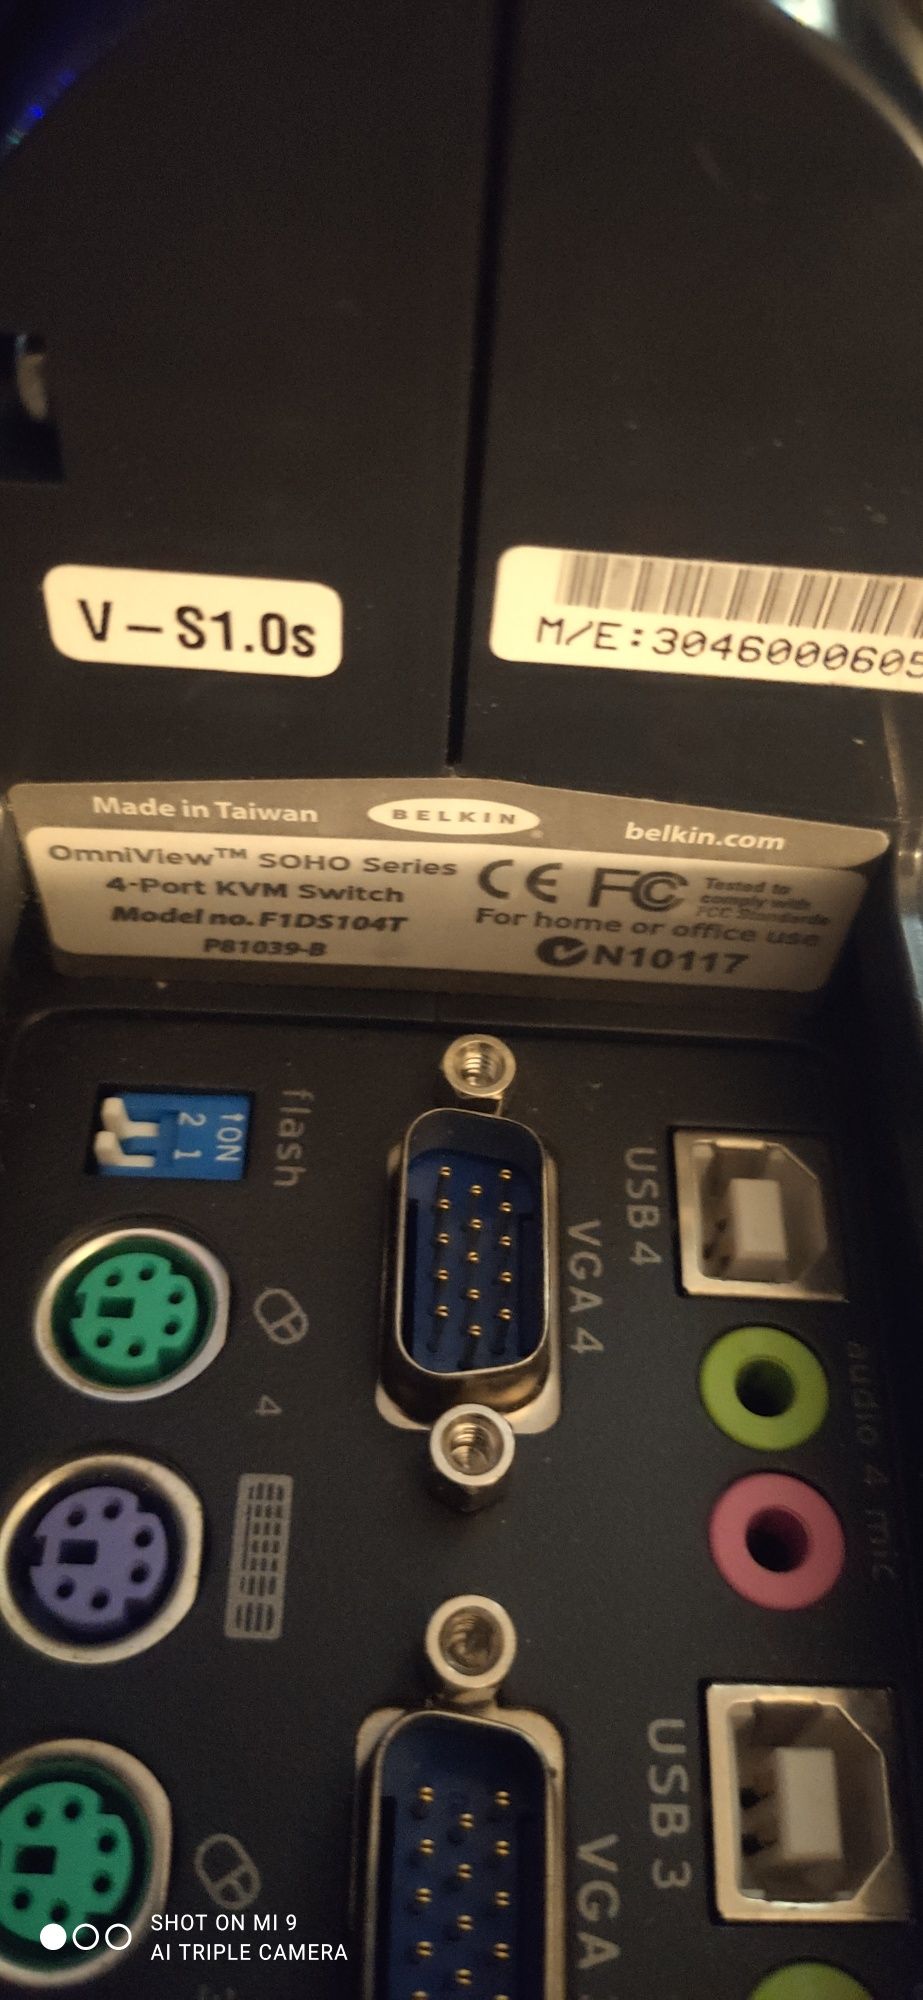 V-S1.0s
M/E:3046000605
Made in Taiwan
BELKIN
belkin.com
OmniView™ SOHO Series
4-Port KVM Switch
Model no. F1DS104T
P81039-B
CE FC
Tested to
comply with
FCC Standards
For home or office use
N10117
flash
↑ON
2 1
USB 4
VGA 4
4
audio 4 mic
USB 3
VGA
SHOT ON MI 9
AI TRIPLE CAMERA